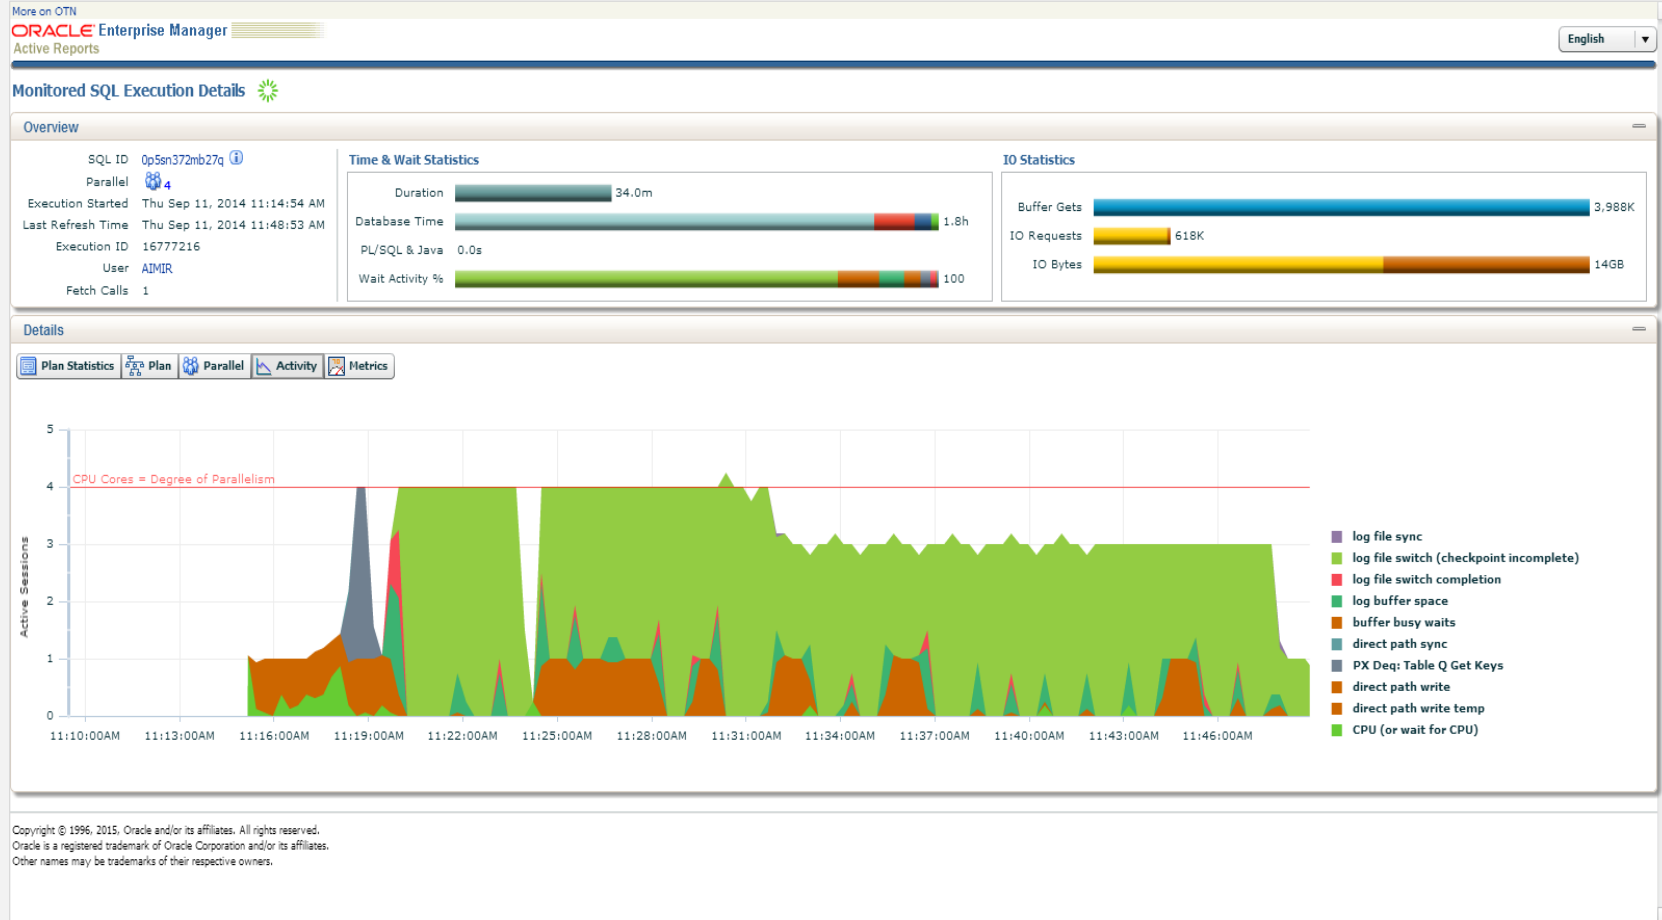 More on OTN
ORACLE Enterprise Manager
Active Reports
English
Monitored SQL Execution Details
Overview
SQL ID 0p5sn372mb27q
Parallel 4
Execution Started Thu Sep 11, 2014 11:14:54 AM
Last Refresh Time Thu Sep 11, 2014 11:48:53 AM
Execution ID 16777216
User AIMIR
Fetch Calls 1
Time & Wait Statistics
Duration 34.0m
Database Time 1.8h
PL/SQL & Java 0.0s
Wait Activity % 100
IO Statistics
Buffer Gets 3,988K
IO Requests 618K
IO Bytes 14GB
Details
Plan Statistics Plan Parallel Activity Metrics
Active Sessions
5
4
3
2
1
0
CPU Cores = Degree of Parallelism
11:10:00AM 11:13:00AM 11:16:00AM 11:19:00AM 11:22:00AM 11:25:00AM 11:28:00AM 11:31:00AM 11:34:00AM 11:37:00AM 11:40:00AM 11:43:00AM 11:46:00AM
log file sync
log file switch (checkpoint incomplete)
log file switch completion
log buffer space
buffer busy waits
direct path sync
PX Deq: Table Q Get Keys
direct path write
direct path write temp
CPU (or wait for CPU)
Copyright © 1996, 2015, Oracle and/or its affiliates. All rights reserved.
Oracle is a registered trademark of Oracle Corporation and/or its affiliates.
Other names may be trademarks of their respective owners.